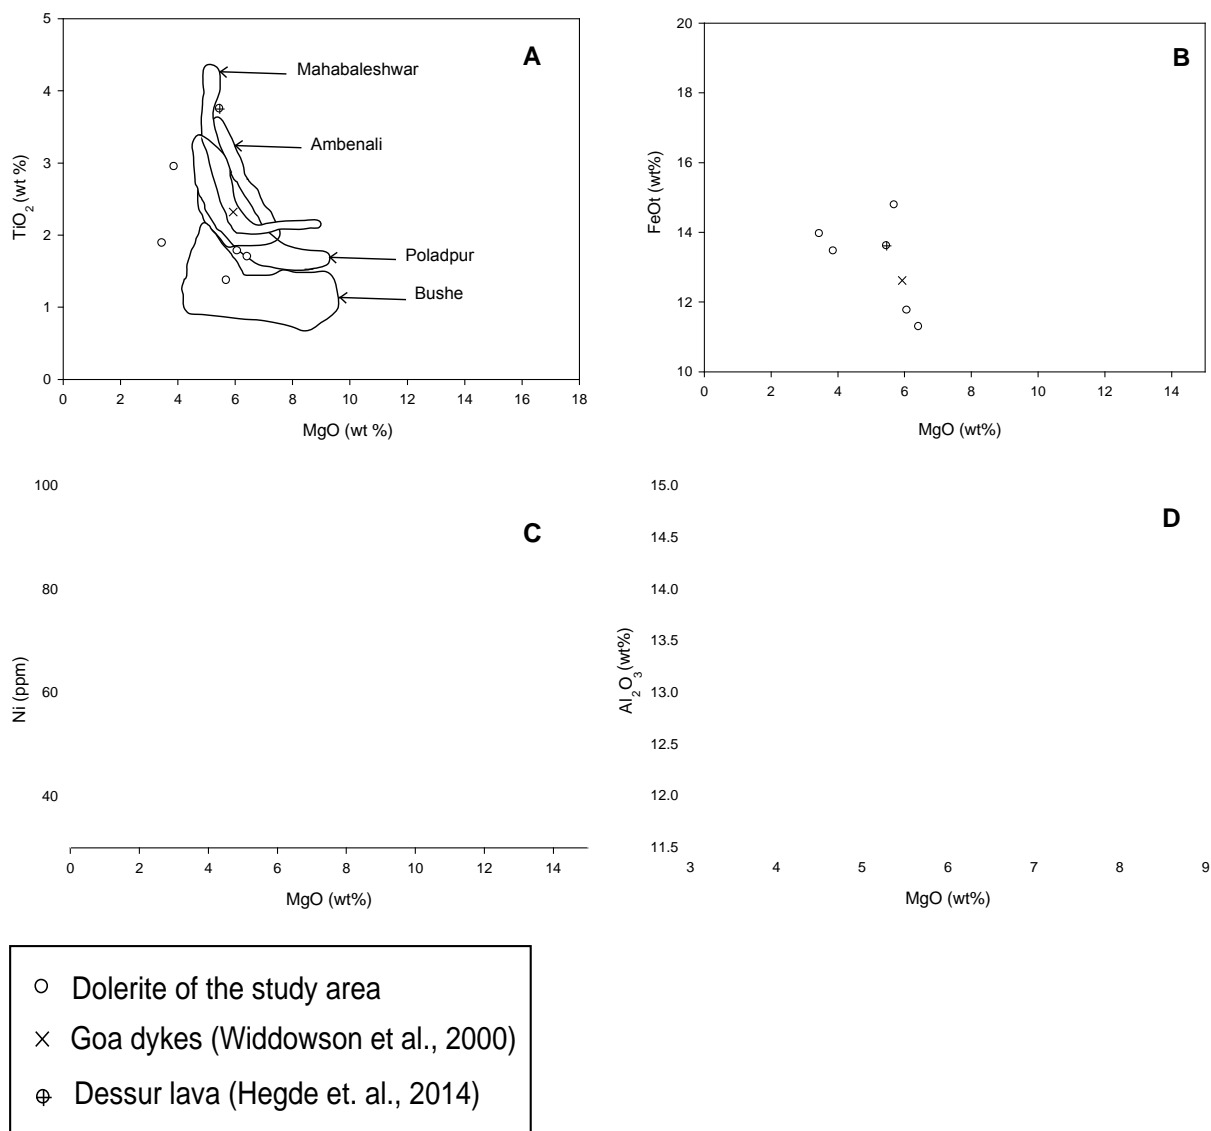 A
5
4
3
2
1
0
TiO2 (wt %)
Mahabaleshwar
Ambenali
Poladpur
Bushe
0 2 4 6 8 10 12 14 16 18
MgO (wt %)
B
20
18
16
14
12
10
FeOt (wt%)
0 2 4 6 8 10 12 14
MgO (wt%)
C
100
80
60
40
Ni (ppm)
0 2 4 6 8 10 12 14
MgO (wt%)
D
15.0
14.5
14.0
13.5
13.0
12.5
12.0
11.5
Al2O3 (wt%)
3 4 5 6 7 8 9
MgO (wt%)
Dolerite of the study area
Goa dykes (Widdowson et al., 2000)
Dessur lava (Hegde et. al., 2014)